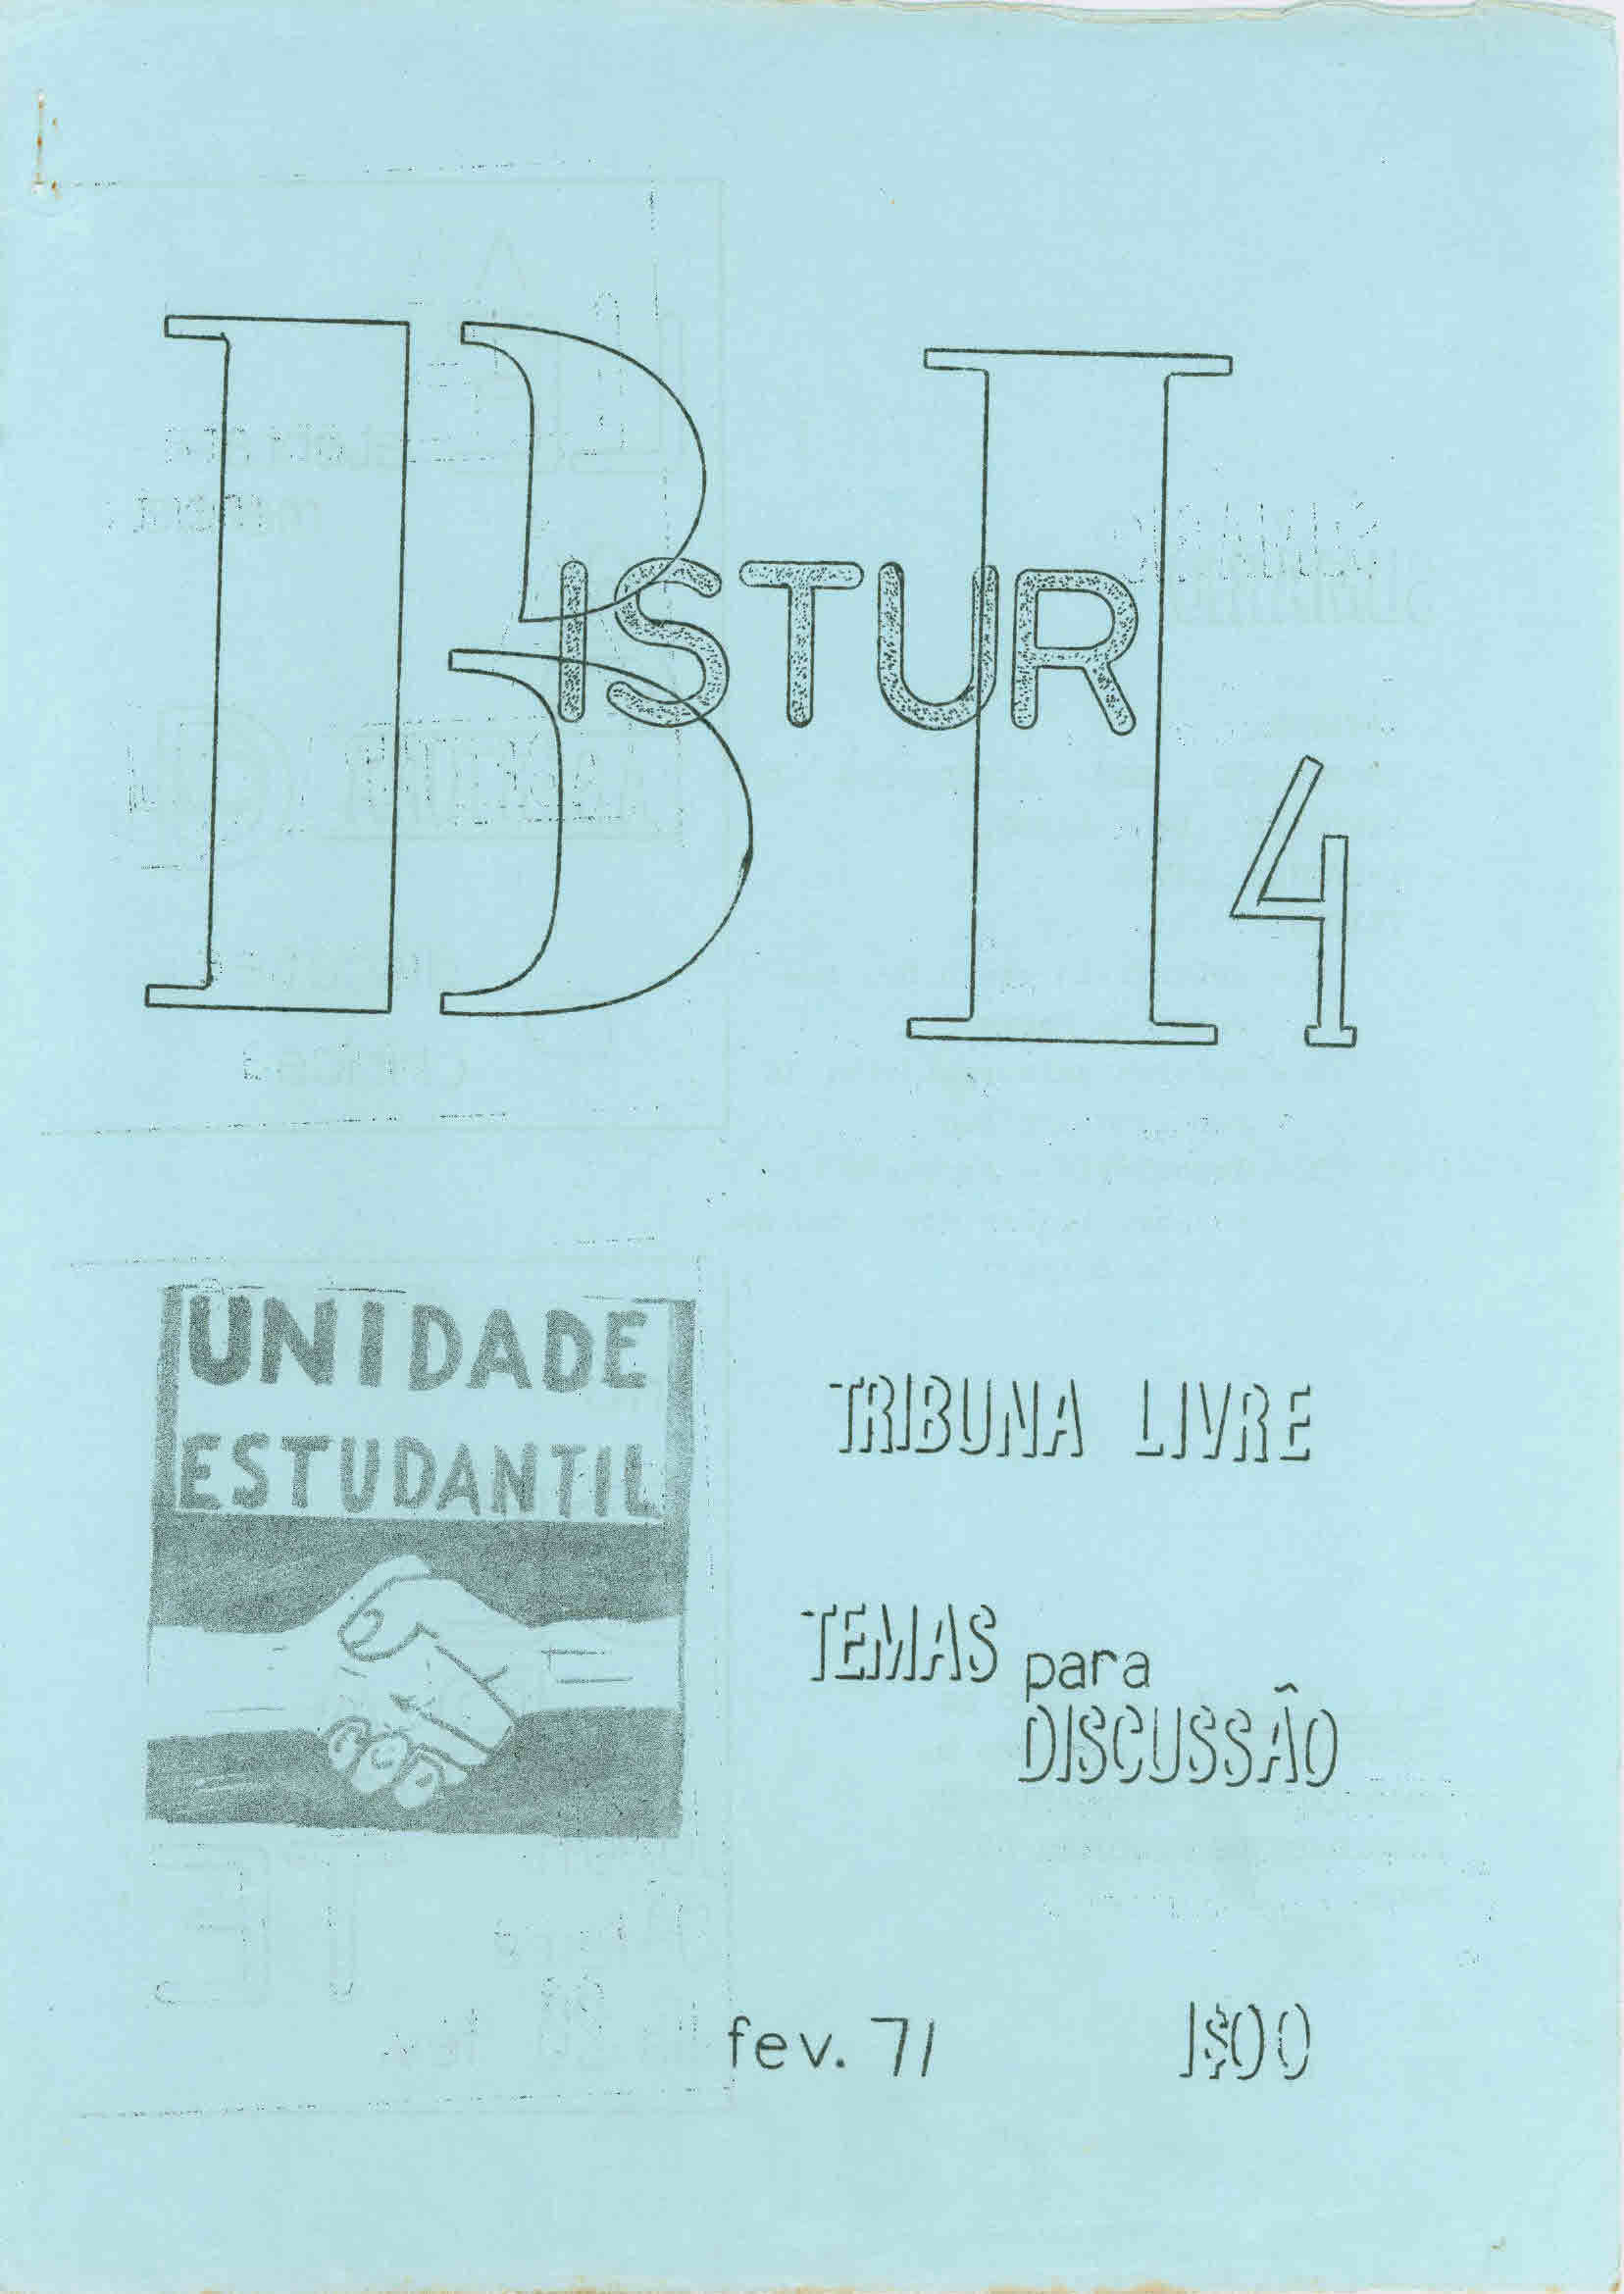 BISTURI 4
UNIDADE
ESTUDANTIL
TRIBUNA LIVRE
TEMAS para
DISCUSSÃO
fev. 71
1$00